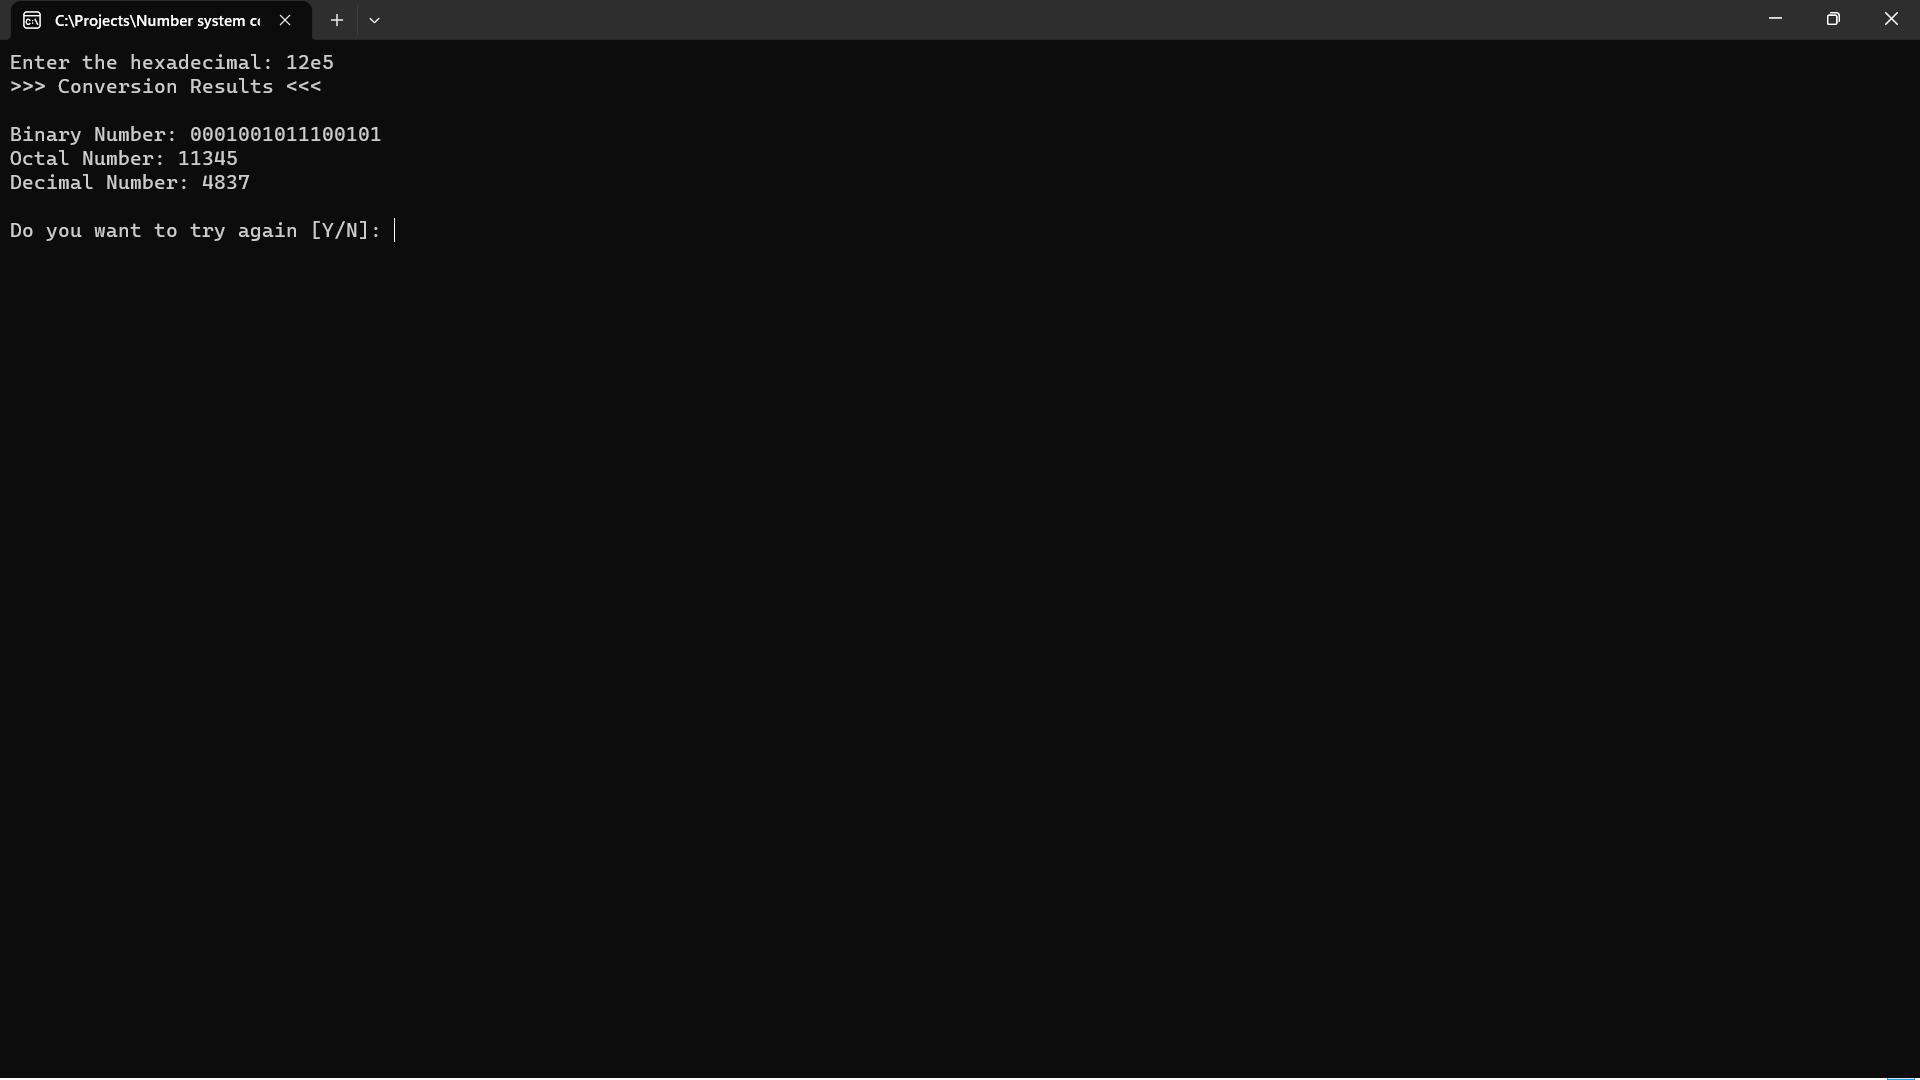 C:\Projects\Number system c
Enter the hexadecimal: 12e5
>>> Conversion Results <<<
Binary Number: 0001001011100101
Octal Number: 11345
Decimal Number: 4837
Do you want to try again [Y/N]: